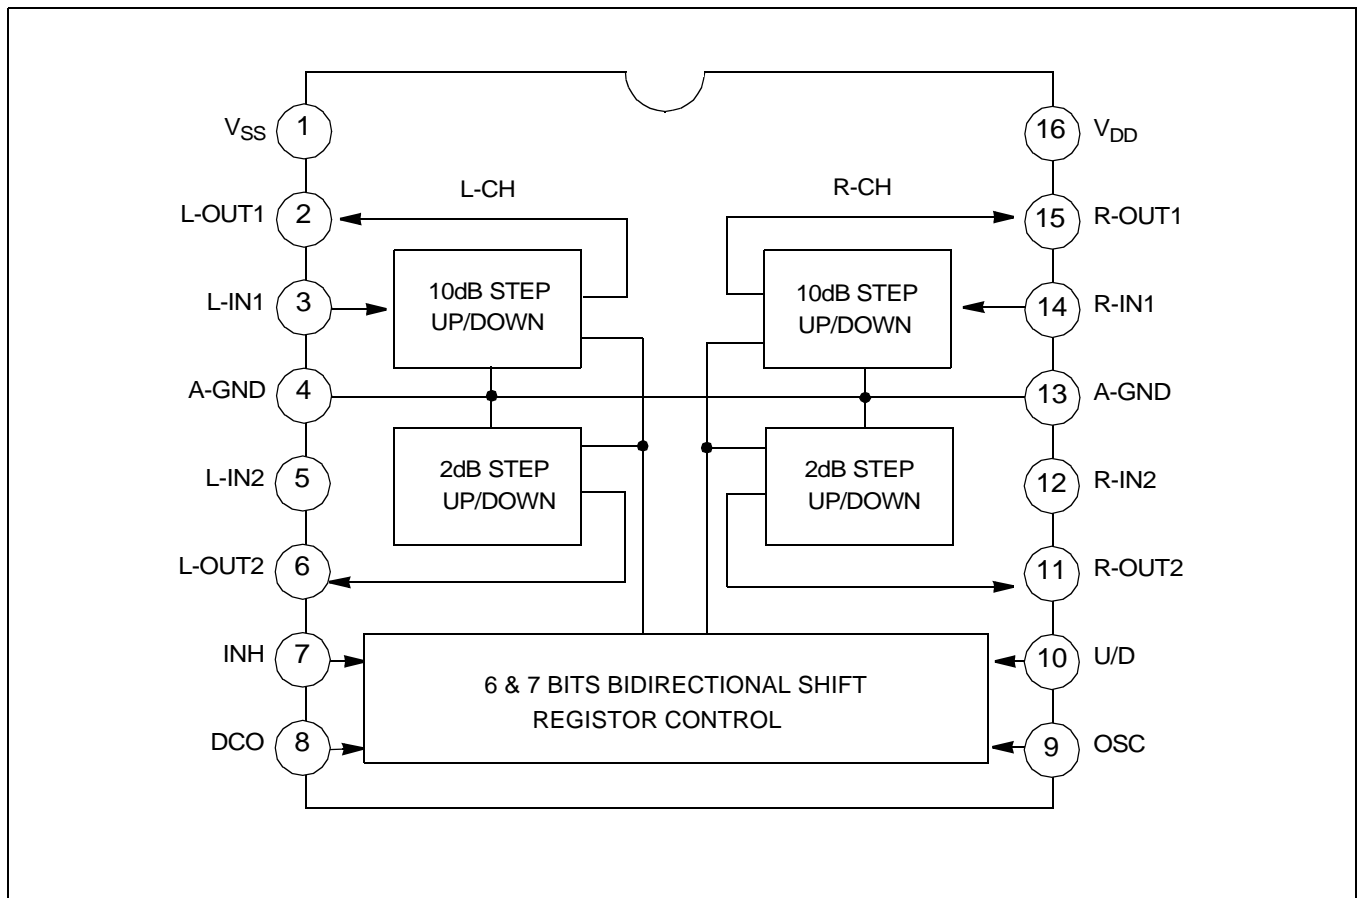 1
V_SS
16
V_DD
L-CH
R-CH
2
L-OUT1
15
R-OUT1
10dB STEP
UP/DOWN
10dB STEP
UP/DOWN
3
L-IN1
14
R-IN1
4
A-GND
13
A-GND
2dB STEP
UP/DOWN
2dB STEP
UP/DOWN
5
L-IN2
12
R-IN2
6
L-OUT2
11
R-OUT2
7
INH
10
U/D
6 & 7 BITS BIDIRECTIONAL SHIFT
REGISTOR CONTROL
8
DCO
9
OSC